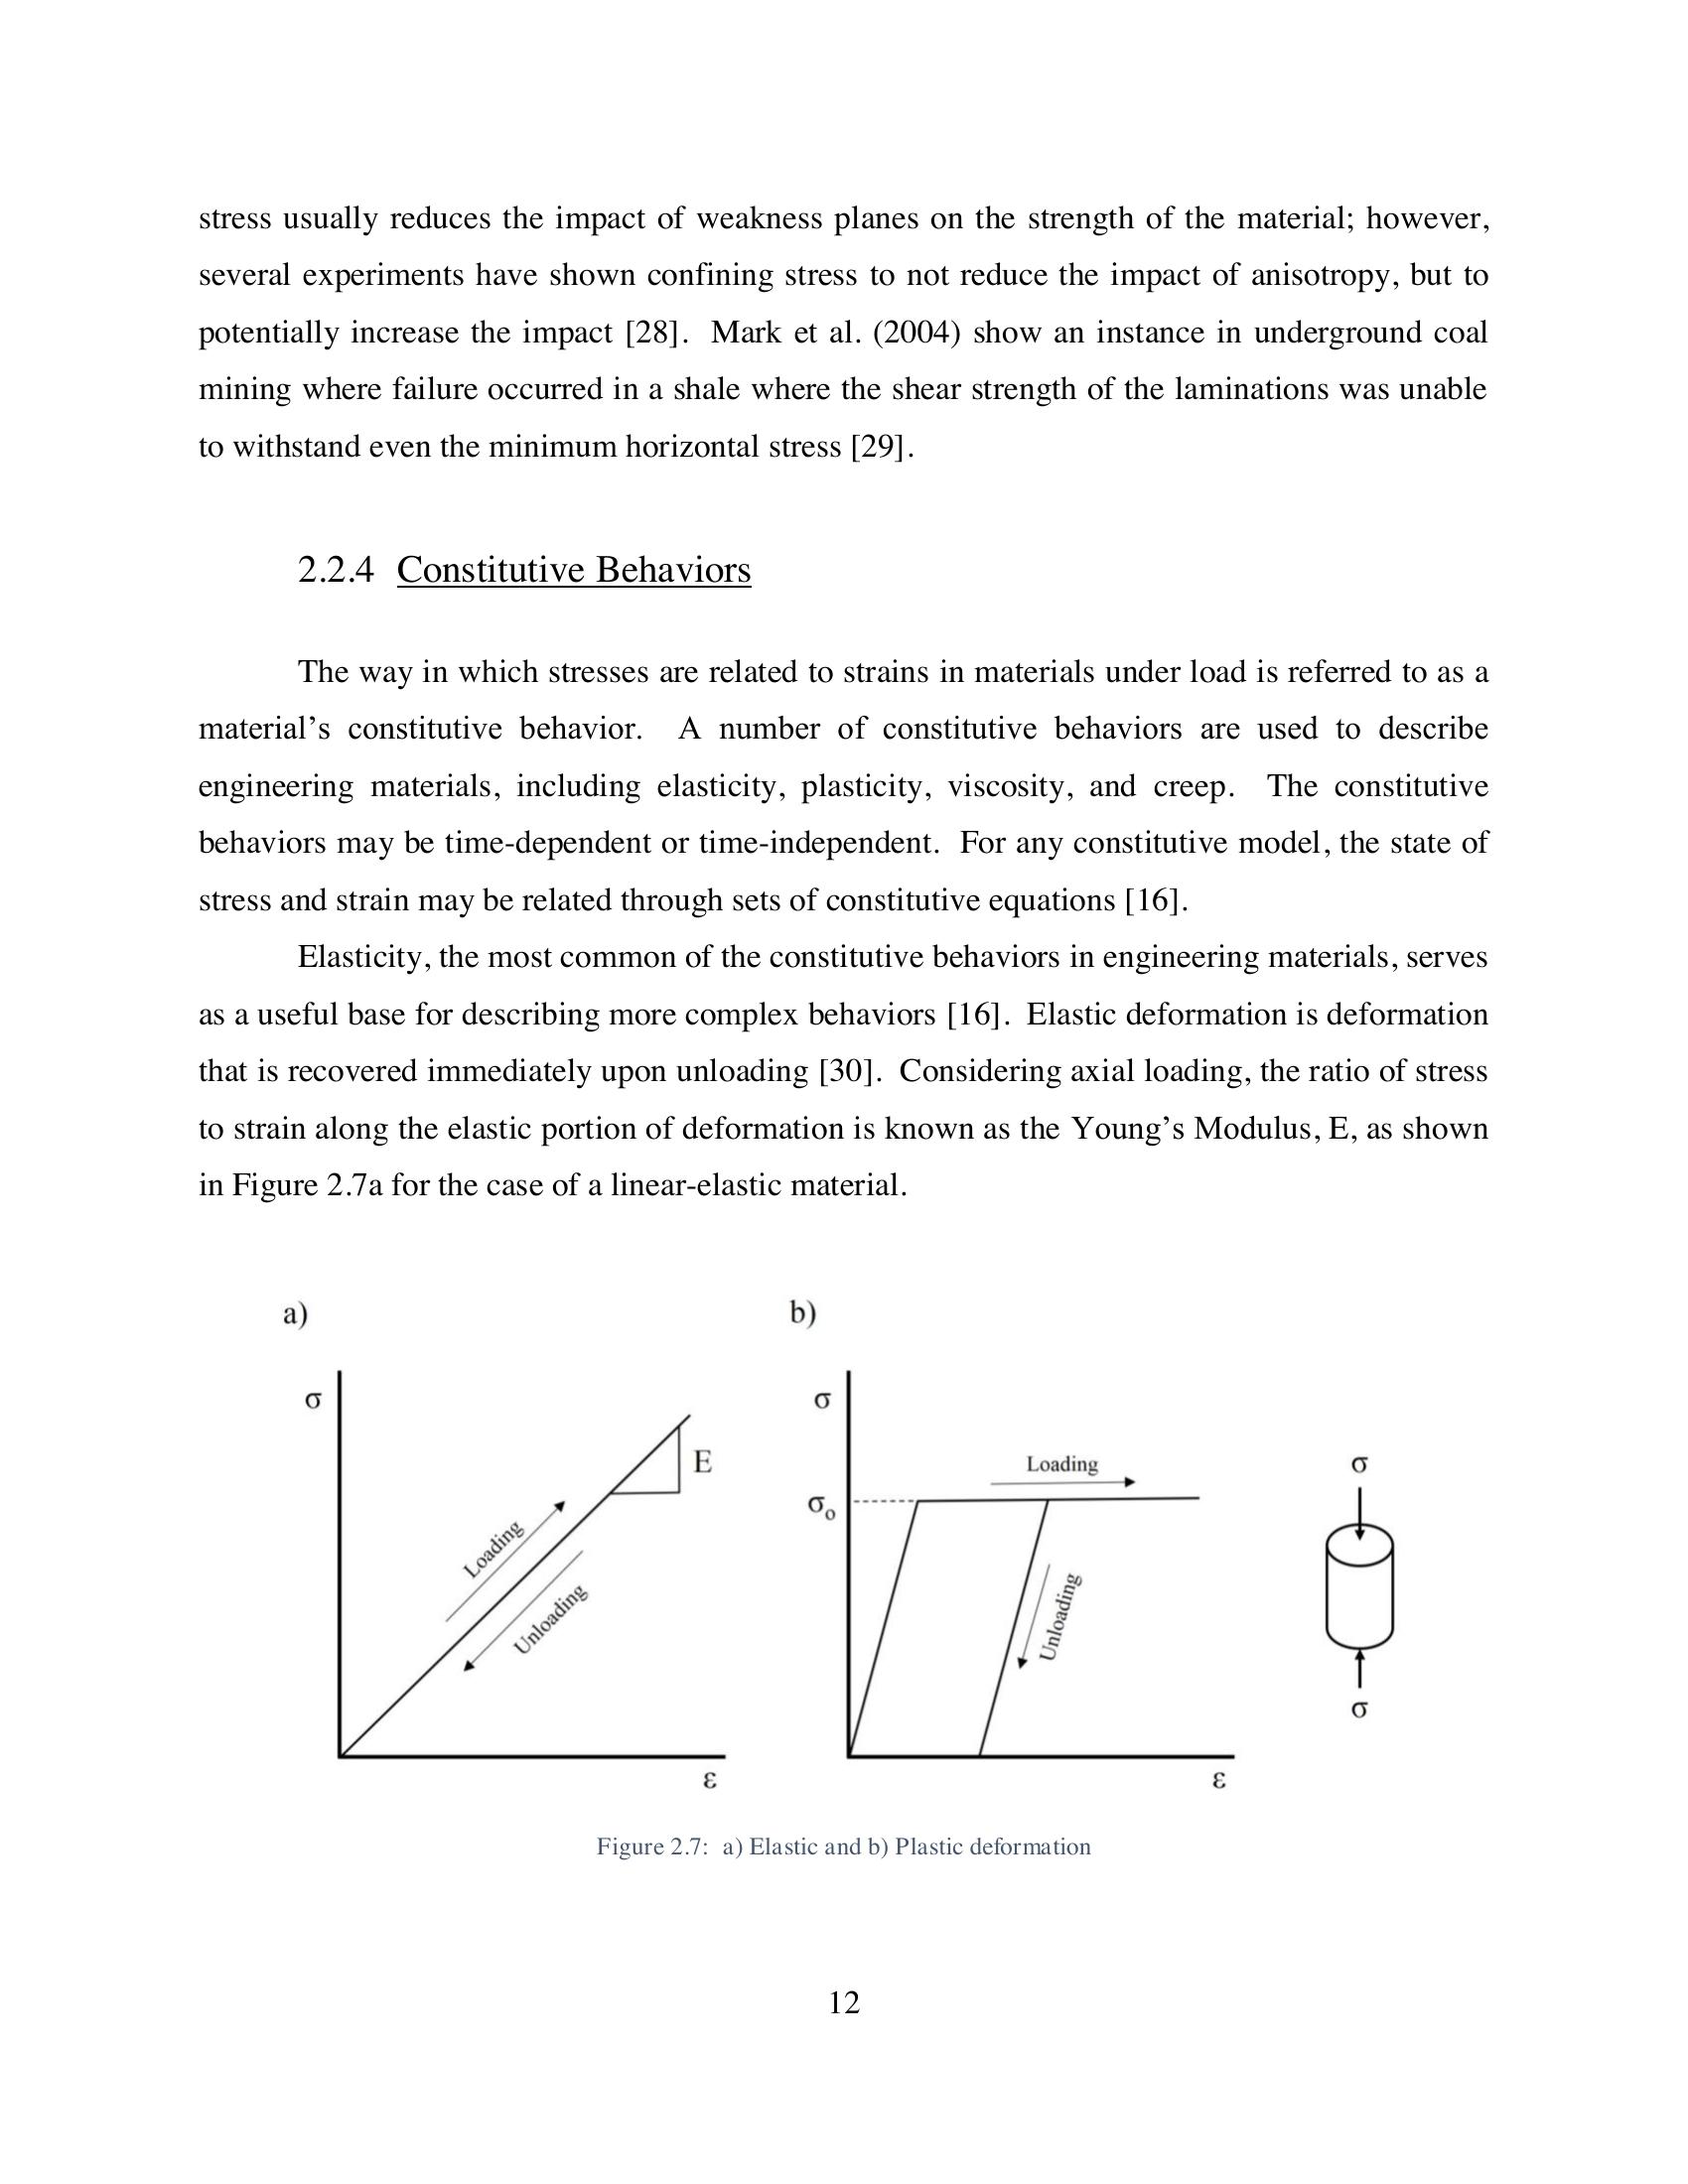 stress usually reduces the impact of weakness planes on the strength of the material; however,
several experiments have shown confining stress to not reduce the impact of anisotropy, but to
potentially increase the impact [28].  Mark et al. (2004) show an instance in underground coal
mining where failure occurred in a shale where the shear strength of the laminations was unable
to withstand even the minimum horizontal stress [29].
2.2.4 Constitutive Behaviors
The way in which stresses are related to strains in materials under load is referred to as a
material’s constitutive behavior.  A number of constitutive behaviors are used to describe
engineering materials, including elasticity, plasticity, viscosity, and creep.  The constitutive
behaviors may be time-dependent or time-independent.  For any constitutive model, the state of
stress and strain may be related through sets of constitutive equations [16].
Elasticity, the most common of the constitutive behaviors in engineering materials, serves
as a useful base for describing more complex behaviors [16].  Elastic deformation is deformation
that is recovered immediately upon unloading [30].  Considering axial loading, the ratio of stress
to strain along the elastic portion of deformation is known as the Young’s Modulus, E, as shown
in Figure 2.7a for the case of a linear-elastic material.
a)
σ
E
Loading
Unloading
ε
b)
σ
Loading
σo
Unloading
ε
σ
σ
Figure 2.7:  a) Elastic and b) Plastic deformation
12